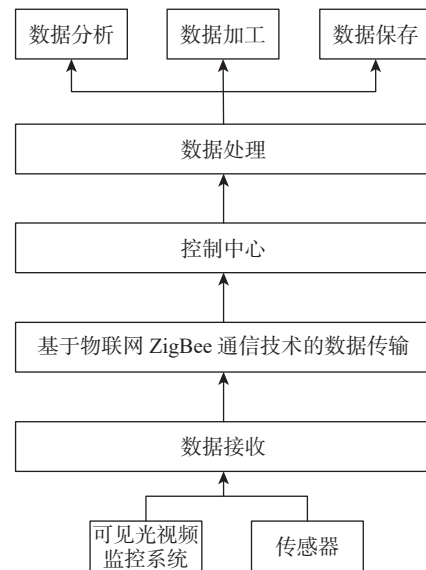 数据分析
数据加工
数据保存
数据处理
控制中心
基于物联网 ZigBee 通信技术的数据传输
数据接收
可见光视频
监控系统
传感器